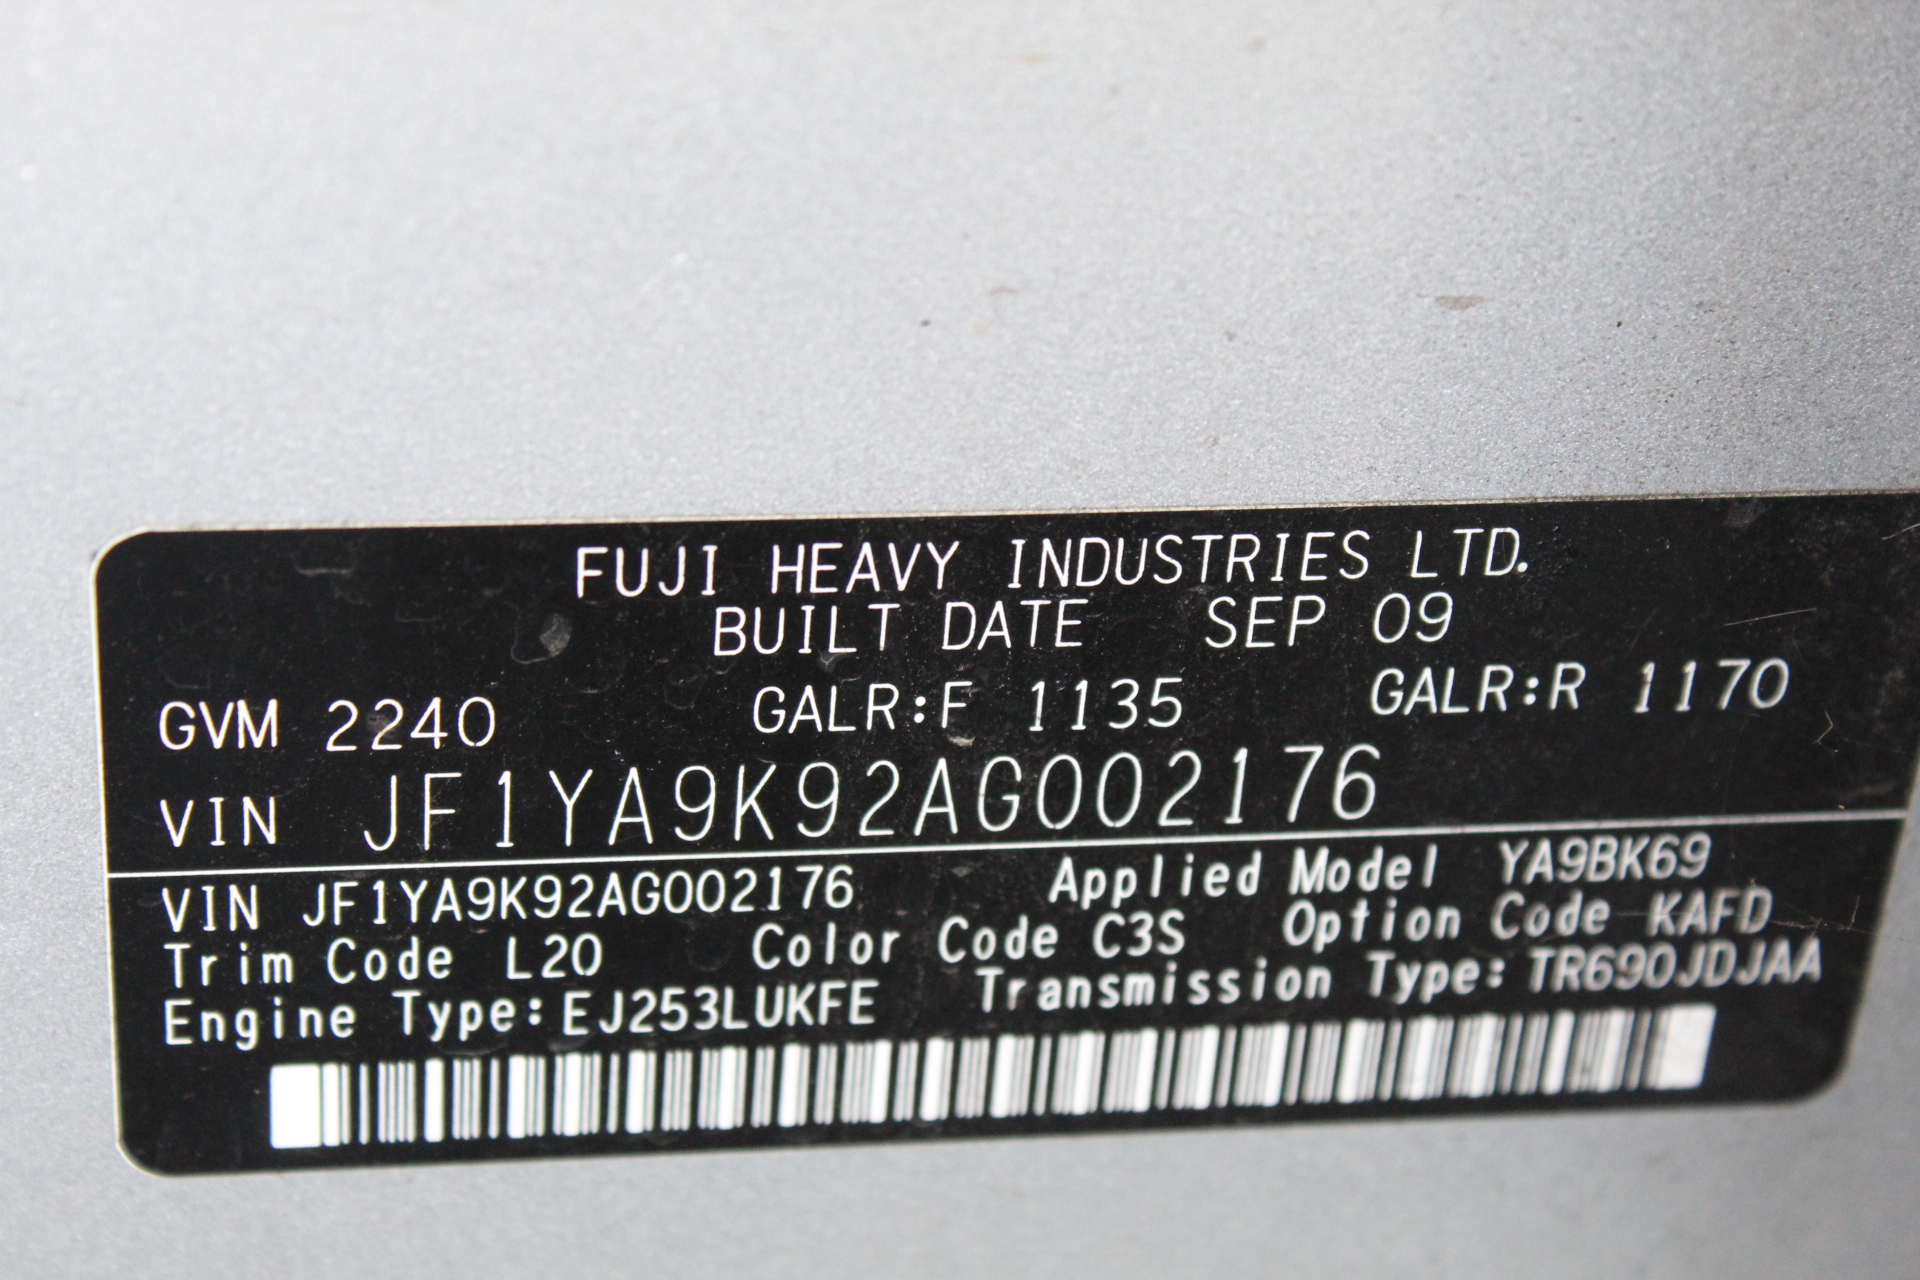 FUJI HEAVY INDUSTRIES LTD.
BUILT DATE SEP 09
GVM 2240 GALR:F 1135 GALR:R 1170
VIN JF1YA9K92AG002176
VIN JF1YA9K92AG002176 Applied Model YA9BK69
Trim Code L20 Color Code C3S Option Code KAFD
Engine Type:EJ253LUKFE Transmission Type:TR690JDJAA